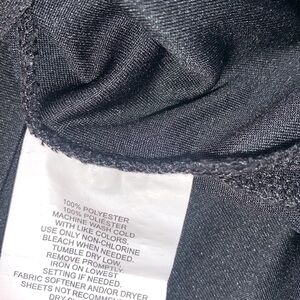 100% POLYESTER
100% POLYESTER
MACHINE WASH COLD
WITH LIKE COLORS.
USE ONLY NON-CHLORINE
BLEACH WHEN NEEDED.
TUMBLE DRY LOW.
REMOVE PROMPTLY.
IRON ON LOWEST
SETTING IF NEEDED.
FABRIC SOFTENER AND/OR DRYER
SHEETS NOT
DRY